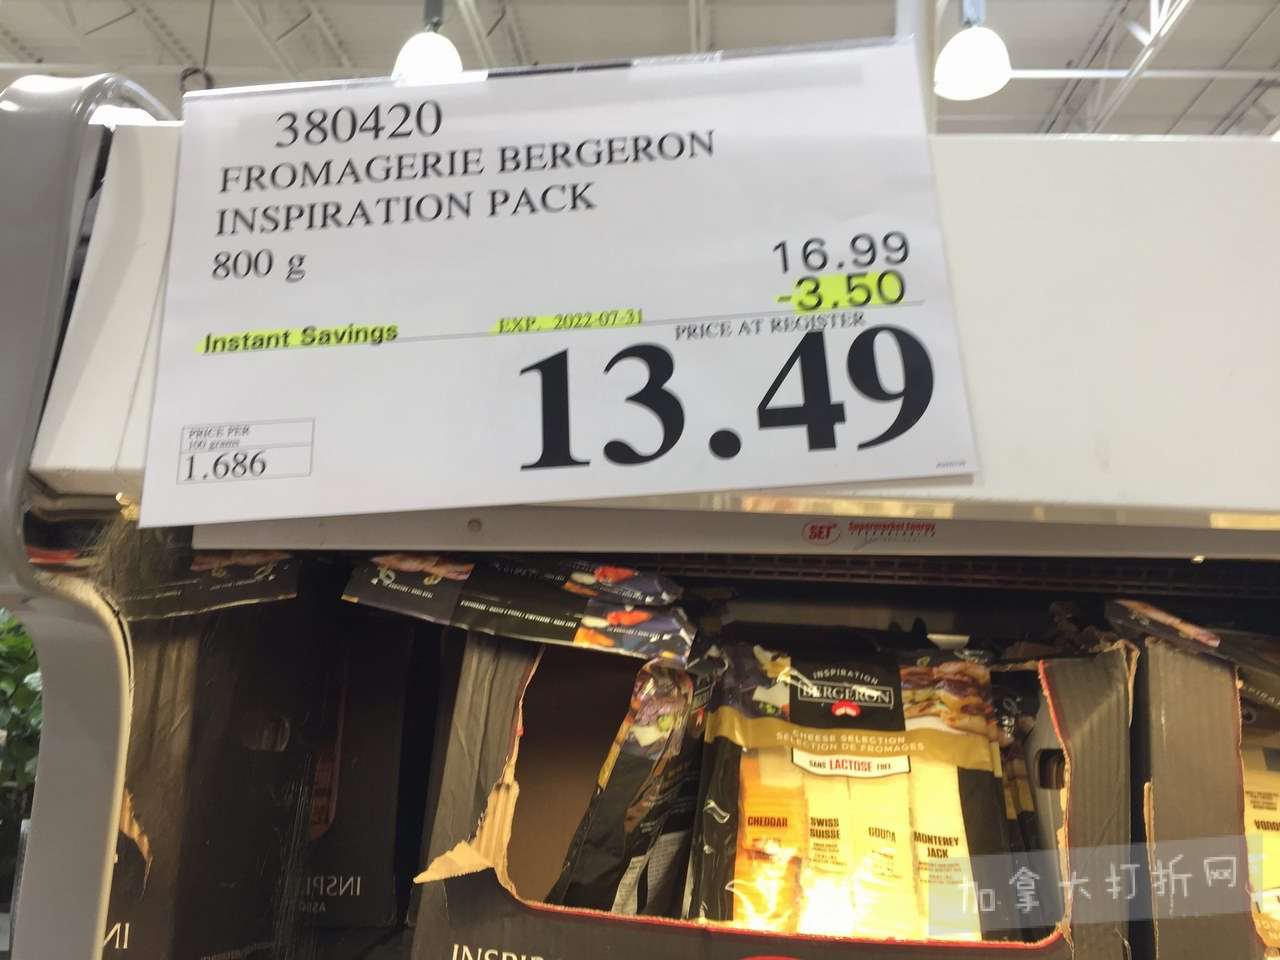 380420
FROMAGERIE BERGERON
INSPIRATION PACK
800 g
16.99
-3.50
Instant Savings
EXP. 2022-07-31
PRICE AT REGISTER
13.49
PRICE PER
100 grams
1.686
SET
Supermarket Energy
INSPIRATION
BERGERON
CHEESE SELECTION
SÉLECTION DE FROMAGES
SANS LACTOSE FREE
CHEDDAR
SWISS
SUISSE
GOUDA
MONTEREY
JACK
加拿大打折网